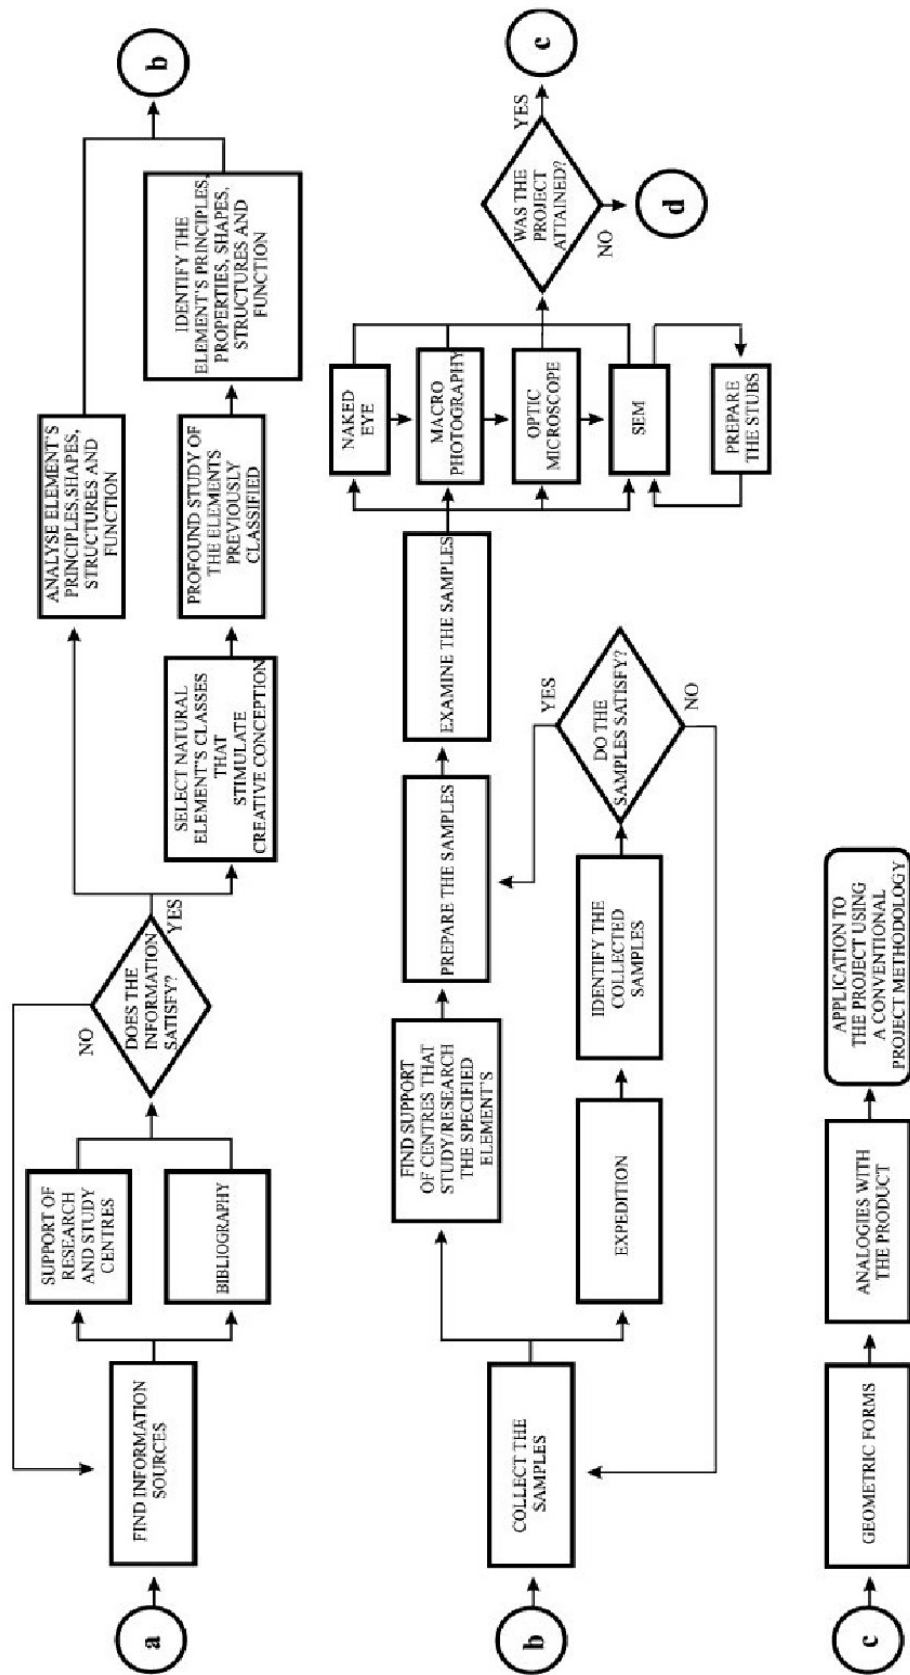 a
FIND INFORMATION
SOURCES
SUPPORT OF
RESEARCH
AND STUDY
CENTRES
BIBLIOGRAPHY
DOES THE
INFORMATION
SATISFY?
NO
YES
ANALYSE ELEMENT'S
PRINCIPLES,SHAPES,
STRUCTURES AND
FUNCTION
SELECT NATURAL
ELEMENT'S CLASSES
THAT
STIMULATE
CREATIVE CONCEPTION
PROFOUND STUDY OF
THE ELEMENTS
PREVIOUSLY
CLASSIFIED
IDENTIFY THE
ELEMENT'S PRINCIPLES,
PROPERTIES, SHAPES,
STRUCTURES AND
FUNCTION
b
b
COLLECT THE
SAMPLES
FIND SUPPORT
OF CENTRES THAT
STUDY/RESEARCH
THE SPECIFIED
ELEMENT'S
EXPEDITION
IDENTIFY THE
COLLECTED
SAMPLES
DO THE
SAMPLES SATISFY?
YES
NO
PREPARE THE SAMPLES
EXAMINE THE SAMPLES
NAKED
EYE
MACRO
PHOTOGRAPHY
OPTIC
MICROSCOPE
SEM
PREPARE
THE STUBS
WAS THE
PROJECT
ATTAINED?
YES
NO
c
d
c
GEOMETRIC FORMS
ANALOGIES WITH
THE PRODUCT
APPLICATION TO
THE PROJECT USING
A CONVENTIONAL
PROJECT METHODOLOGY